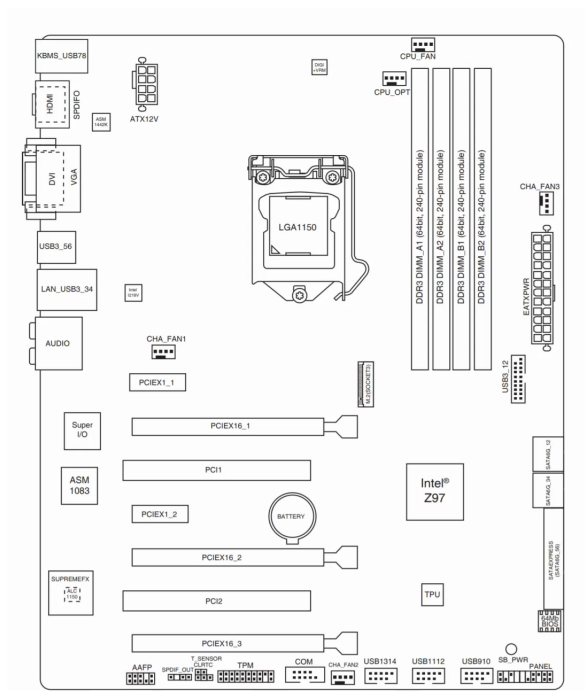 KBMS_USB78
CPU_FAN
DIGI
+VRM
CPU_OPT
HDMI
SPDIFO
ASM
1442K
ATX12V
DVI
VGA
LGA1150
DDR3 DIMM_A1 (64bit, 240-pin module)
DDR3 DIMM_A2 (64bit, 240-pin module)
DDR3 DIMM_B1 (64bit, 240-pin module)
DDR3 DIMM_B2 (64bit, 240-pin module)
CHA_FAN3
EATXPWR
USB3_56
LAN_USB3_34
Intel
I218V
AUDIO
CHA_FAN1
PCIEX1_1
M.2(SOCKET3)
USB3_12
Super
I/O
PCIEX16_1
PCI1
ASM
1083
Intel®
Z97
SATA6G_12
SATA6G_34
PCIEX1_2
BATTERY
PCIEX16_2
SATAEXPRESS
(SATA6G_56)
SUPREMEFX
ALC
1150
PCI2
TPU
64Mb
BIOS
PCIEX16_3
SB_PWR
AAFP
SPDIF_OUT
T_SENSOR
CLRTC
TPM
COM
CHA_FAN2
USB1314
USB1112
USB910
PANEL